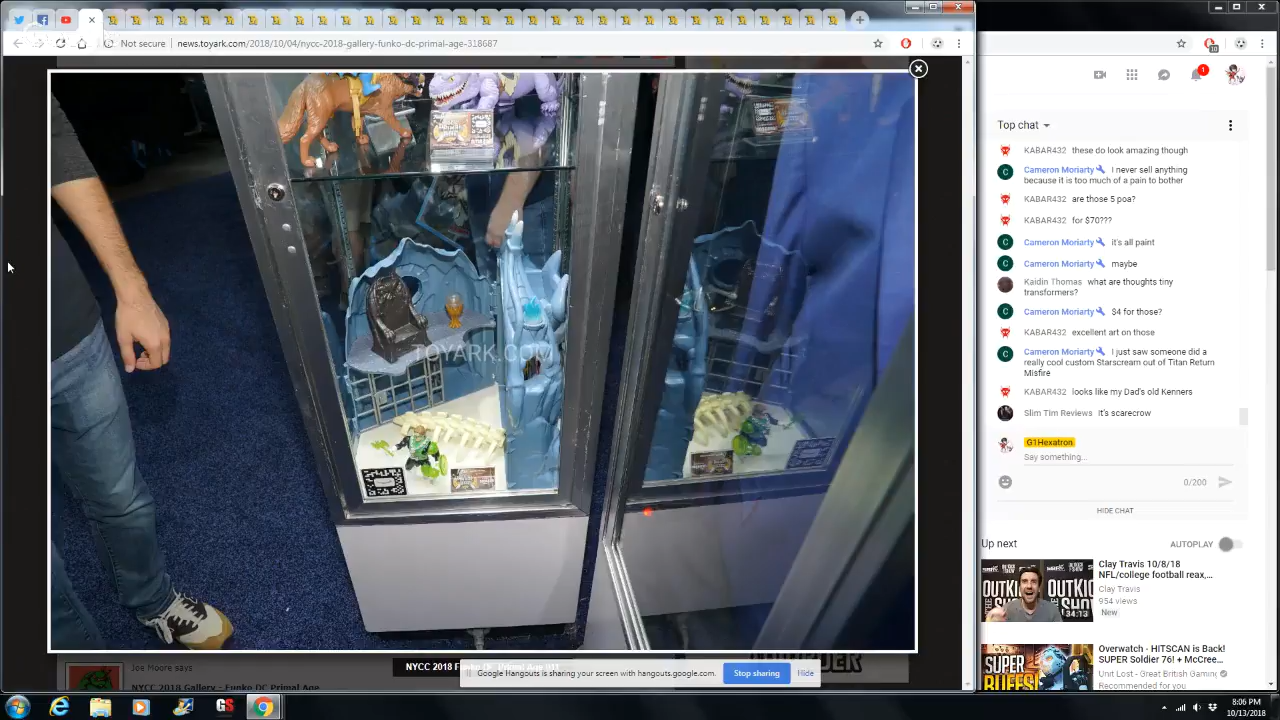 Not secure
news.toyark.com/2018/10/04/nycc-2018-gallery-funko-dc-primal-age-318687
TOYARK.COM
Joe Moore says
NYCC 2018 Gallery - Funko DC Primal Age
Google Hangouts is sharing your screen with hangouts.google.com.
Stop sharing
Hide
10
1
Top chat
KABAR432 these do look amazing though
Cameron Moriarty I never sell anything
because it is too much of a pain to bother
KABAR432 are those 5 poa?
KABAR432 for $70???
Cameron Moriarty it's all paint
Cameron Moriarty maybe
Kaidin Thomas what are thoughts tiny
transformers?
Cameron Moriarty $4 for those?
KABAR432 excellent art on those
Cameron Moriarty I just saw someone did a
really cool custom Starscream out of Titan Return
Misfire
KABAR432 looks like my Dad's old Kenners
Slim Tim Reviews It's scarecrow
G1Hexatron
Say something...
0/200
HIDE CHAT
Up next
AUTOPLAY
34:13
Clay Travis 10/8/18
NFL/college football reax,...
Clay Travis
954 views
New
SUPER
BUFFS!
Overwatch - HITSCAN is Back!
SUPER Soldier 76! + McCree...
Unit Lost - Great British Gaming
Recommended for you
8:06 PM
10/13/2018